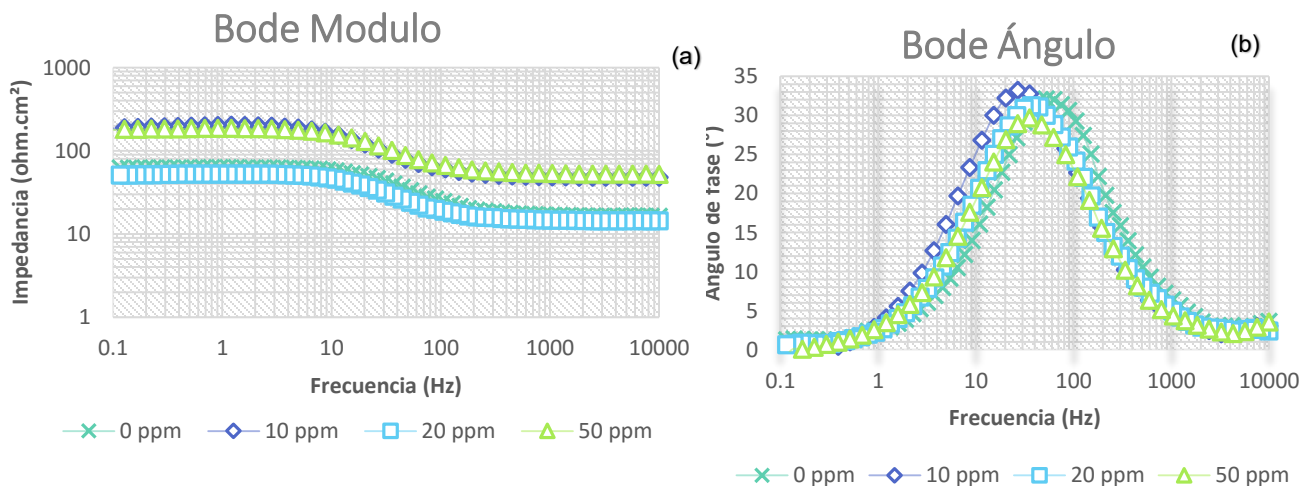 Bode Modulo
(a)
1000
100
10
1
Impedancia (ohm.cm²)
0.1 1 10 100 1000 10000
Frecuencia (Hz)
0 ppm 10 ppm 20 ppm 50 ppm
Bode Ángulo
(b)
35
30
25
20
15
10
5
0
Angulo de fase (°)
0.1 1 10 100 1000 10000
Frecuencia (Hz)
0 ppm 10 ppm 20 ppm 50 ppm